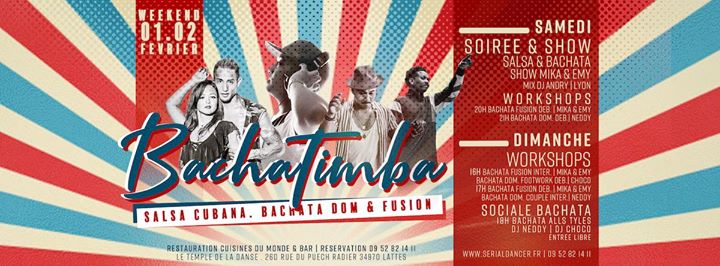 WEEKEND
01.02
FEVRIER
Bachatimba
SALSA CUBANA. BACHATA DOM & FUSION
RESTAURATION CUISINES DU MONDE & BAR | RESERVATION 09 52 82 14 11
LE TEMPLE DE LA DANSE . 260 RUE DU PUECH RADIER 34970 LATTES
SAMEDI
SOIREE & SHOW
SALSA & BACHATA
SHOW MIKA & EMY
MIX DJ ANDRY | LYON
WORKSHOPS
20H BACHATA FUSION DEB. | MIKA & EMY
21H BACHATA DOM. DEB | NEDDY
DIMANCHE
WORKSHOPS
16H BACHATA FUSION INTER. | MIKA & EMY
BACHATA DOM. FOOTWORK DEB | CHOCO
17H BACHATA FUSION DEB. | MIKA & EMY
BACHATA DOM. COUPLE INTER | NEDDY
SOCIALE BACHATA
18H BACHATA ALLS TYLES
DJ NEDDY | DJ CHOCO
ENTREE LIBRE
WWW.SERIALDANCER.FR | 09 52 82 14 11